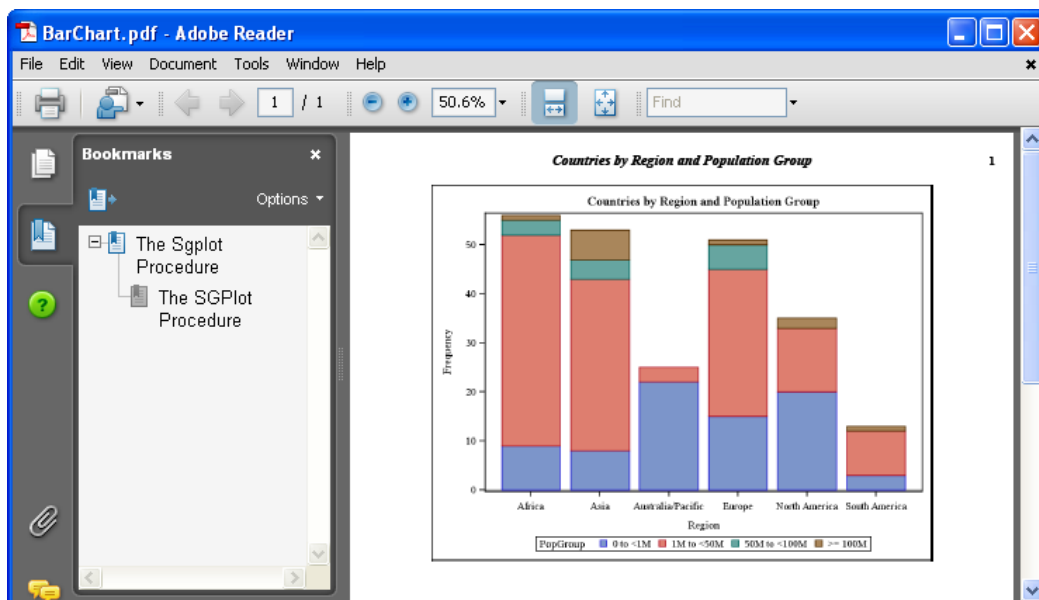 BarChart.pdf - Adobe Reader
File Edit View Document Tools Window Help
1 / 1 50.6% Find
Bookmarks
Options
The Sgplot
Procedure
The SGPlot
Procedure
Countries by Region and Population Group 1
Countries by Region and Population Group
Frequency
50
40
30
20
10
0
Africa Asia Australia/Pacific Europe North America South America
Region
PopGroup 0 to <1M 1M to <50M 50M to <100M >= 100M